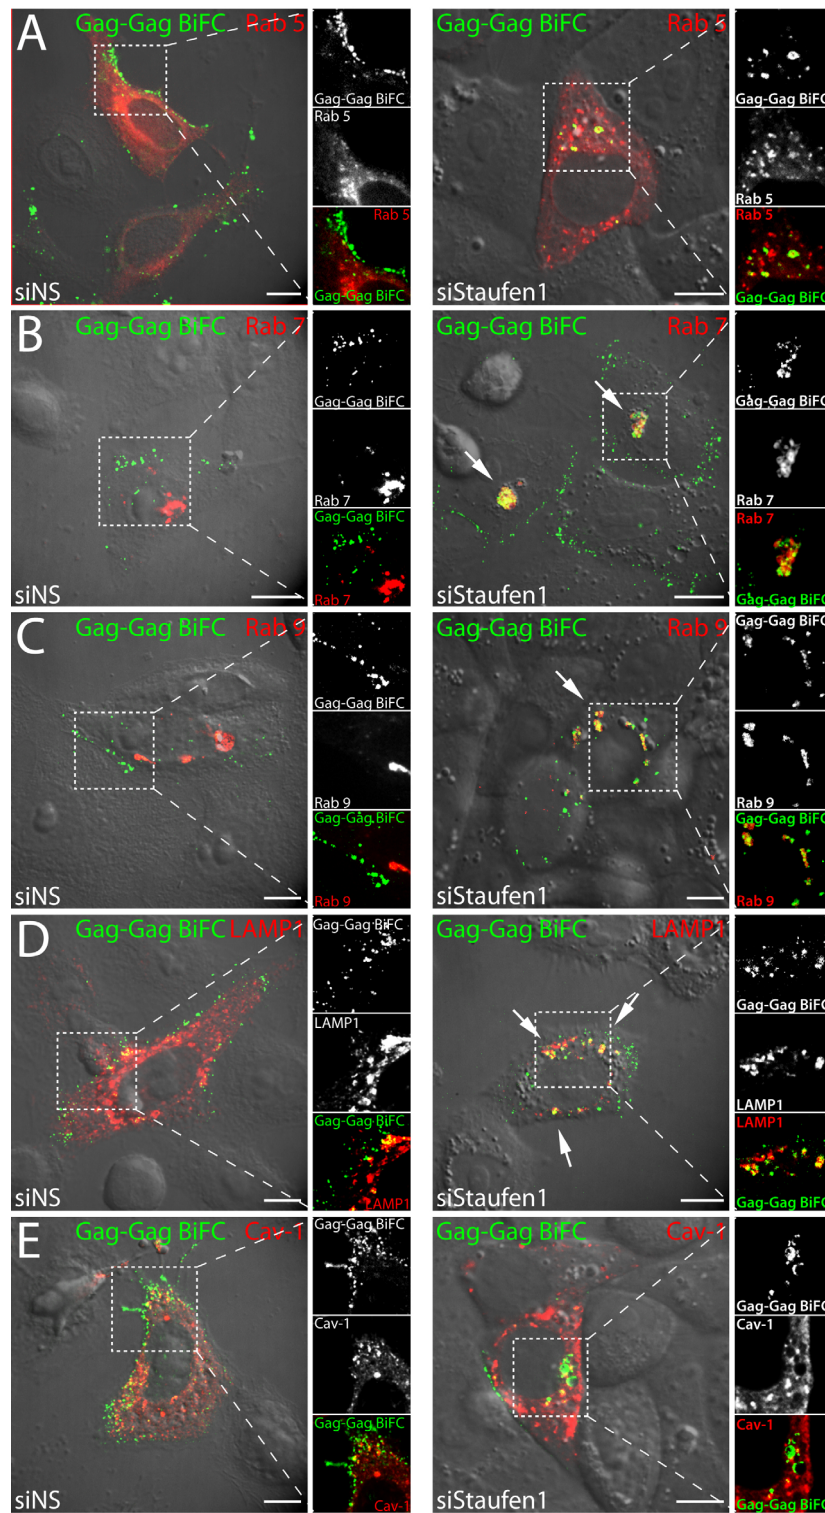 A
Gag-Gag BiFC Rab 5
Gag-Gag BiFC
Rab 5
Rab 5
Gag-Gag BiFC
siNS
Gag-Gag BiFC Rab 5
Gag-Gag BiFC
Rab 5
Rab 5
Gag-Gag BiFC
siStaufen1
B
Gag-Gag BiFC Rab 7
Gag-Gag BiFC
Rab 7
Gag-Gag BiFC
Rab 7
siNS
Gag-Gag BiFC Rab 7
Gag-Gag BiFC
Rab 7
Rab 7
Gag-Gag BiFC
siStaufen1
C
Gag-Gag BiFC Rab 9
Gag-Gag BiFC
Rab 9
Gag-Gag BiFC
Rab 9
siNS
Gag-Gag BiFC Rab 9
Gag-Gag BiFC
Rab 9
Gag-Gag BiFC
Rab 9
siStaufen1
D
Gag-Gag BiFC LAMP1
Gag-Gag BiFC
LAMP1
Gag-Gag BiFC
LAMP1
siNS
Gag-Gag BiFC LAMP1
Gag-Gag BiFC
LAMP1
LAMP1
Gag-Gag BiFC
siStaufen1
E
Gag-Gag BiFC Cav-1
Gag-Gag BiFC
Cav-1
Gag-Gag BiFC
Cav-1
siNS
Gag-Gag BiFC Cav-1
Gag-Gag BiFC
Cav-1
Cav-1
Gag-Gag BiFC
siStaufen1